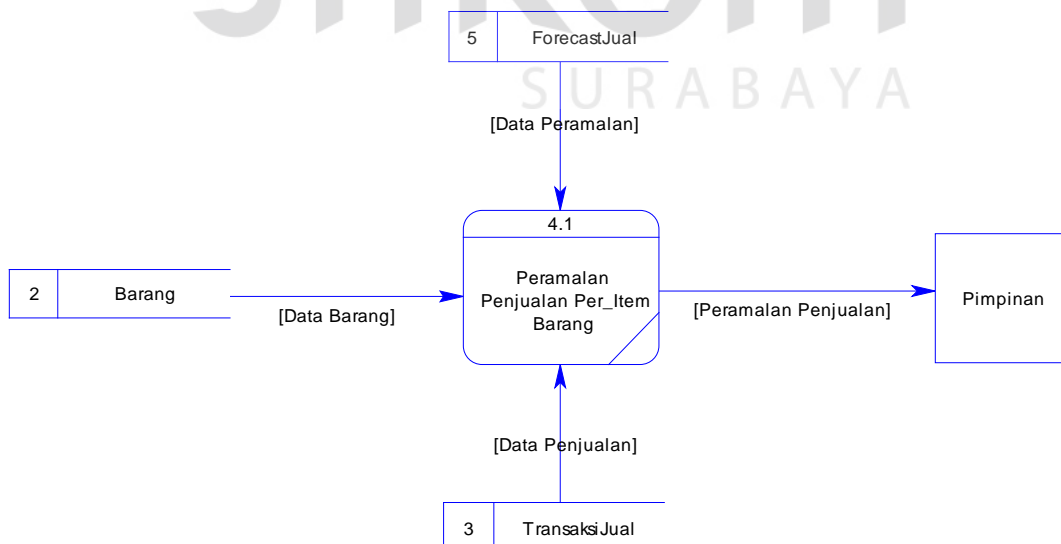 SURABAYA
5 ForecastJual
[Data Peramalan]
4.1
Peramalan
Penjualan Per_Item
Barang
2 Barang
[Data Barang]
[Peramalan Penjualan]
Pimpinan
[Data Penjualan]
3 TransaksiJual